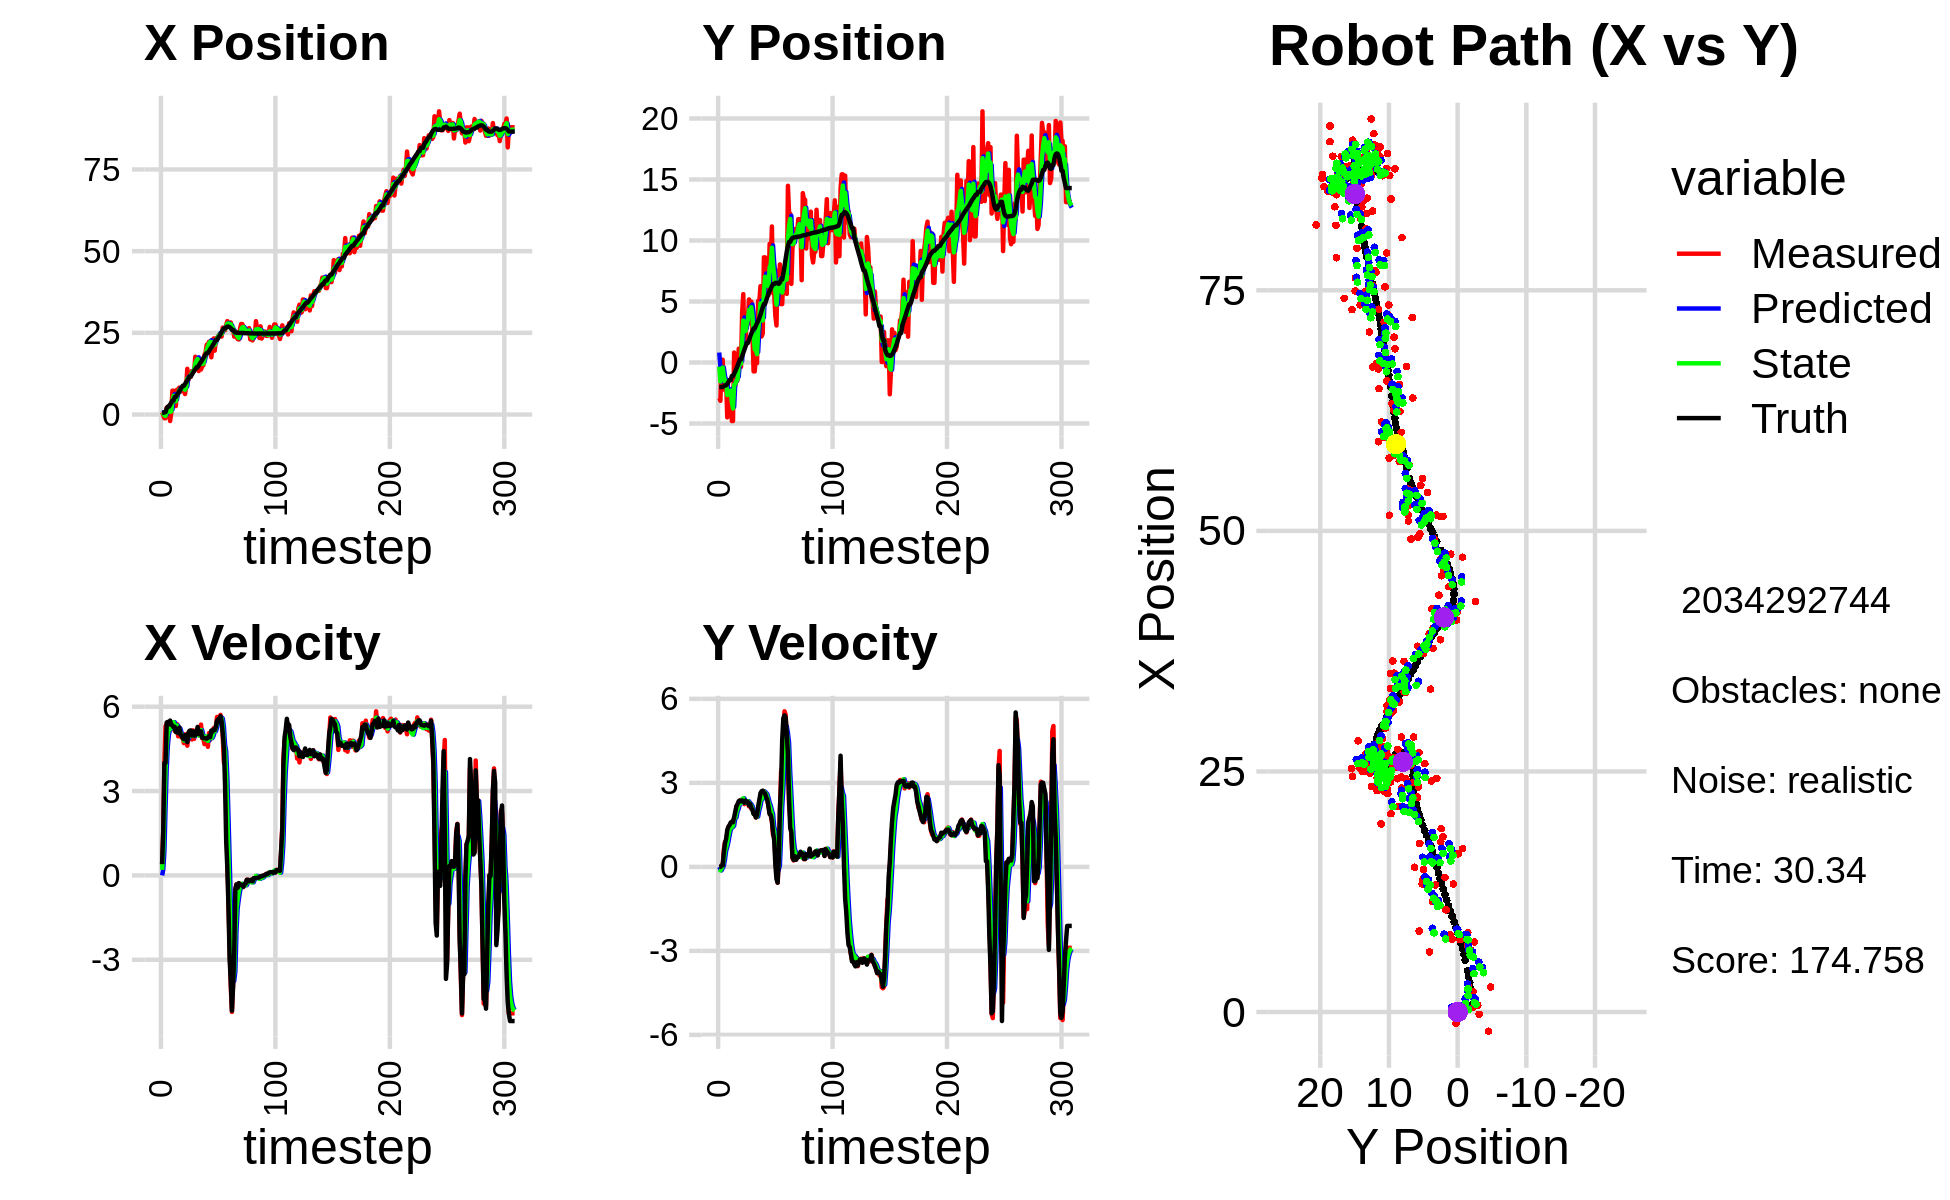 X Position
75
50
25
0
0
100
200
300
timestep
Y Position
20
15
10
5
0
-5
0
100
200
300
timestep
X Velocity
6
3
0
-3
0
100
200
300
timestep
Y Velocity
6
3
0
-3
-6
0
100
200
300
timestep
Robot Path (X vs Y)
X Position
75
50
25
0
20 10 0 -10 -20
Y Position
variable
Measured
Predicted
State
Truth
2034292744
Obstacles: none
Noise: realistic
Time: 30.34
Score: 174.758